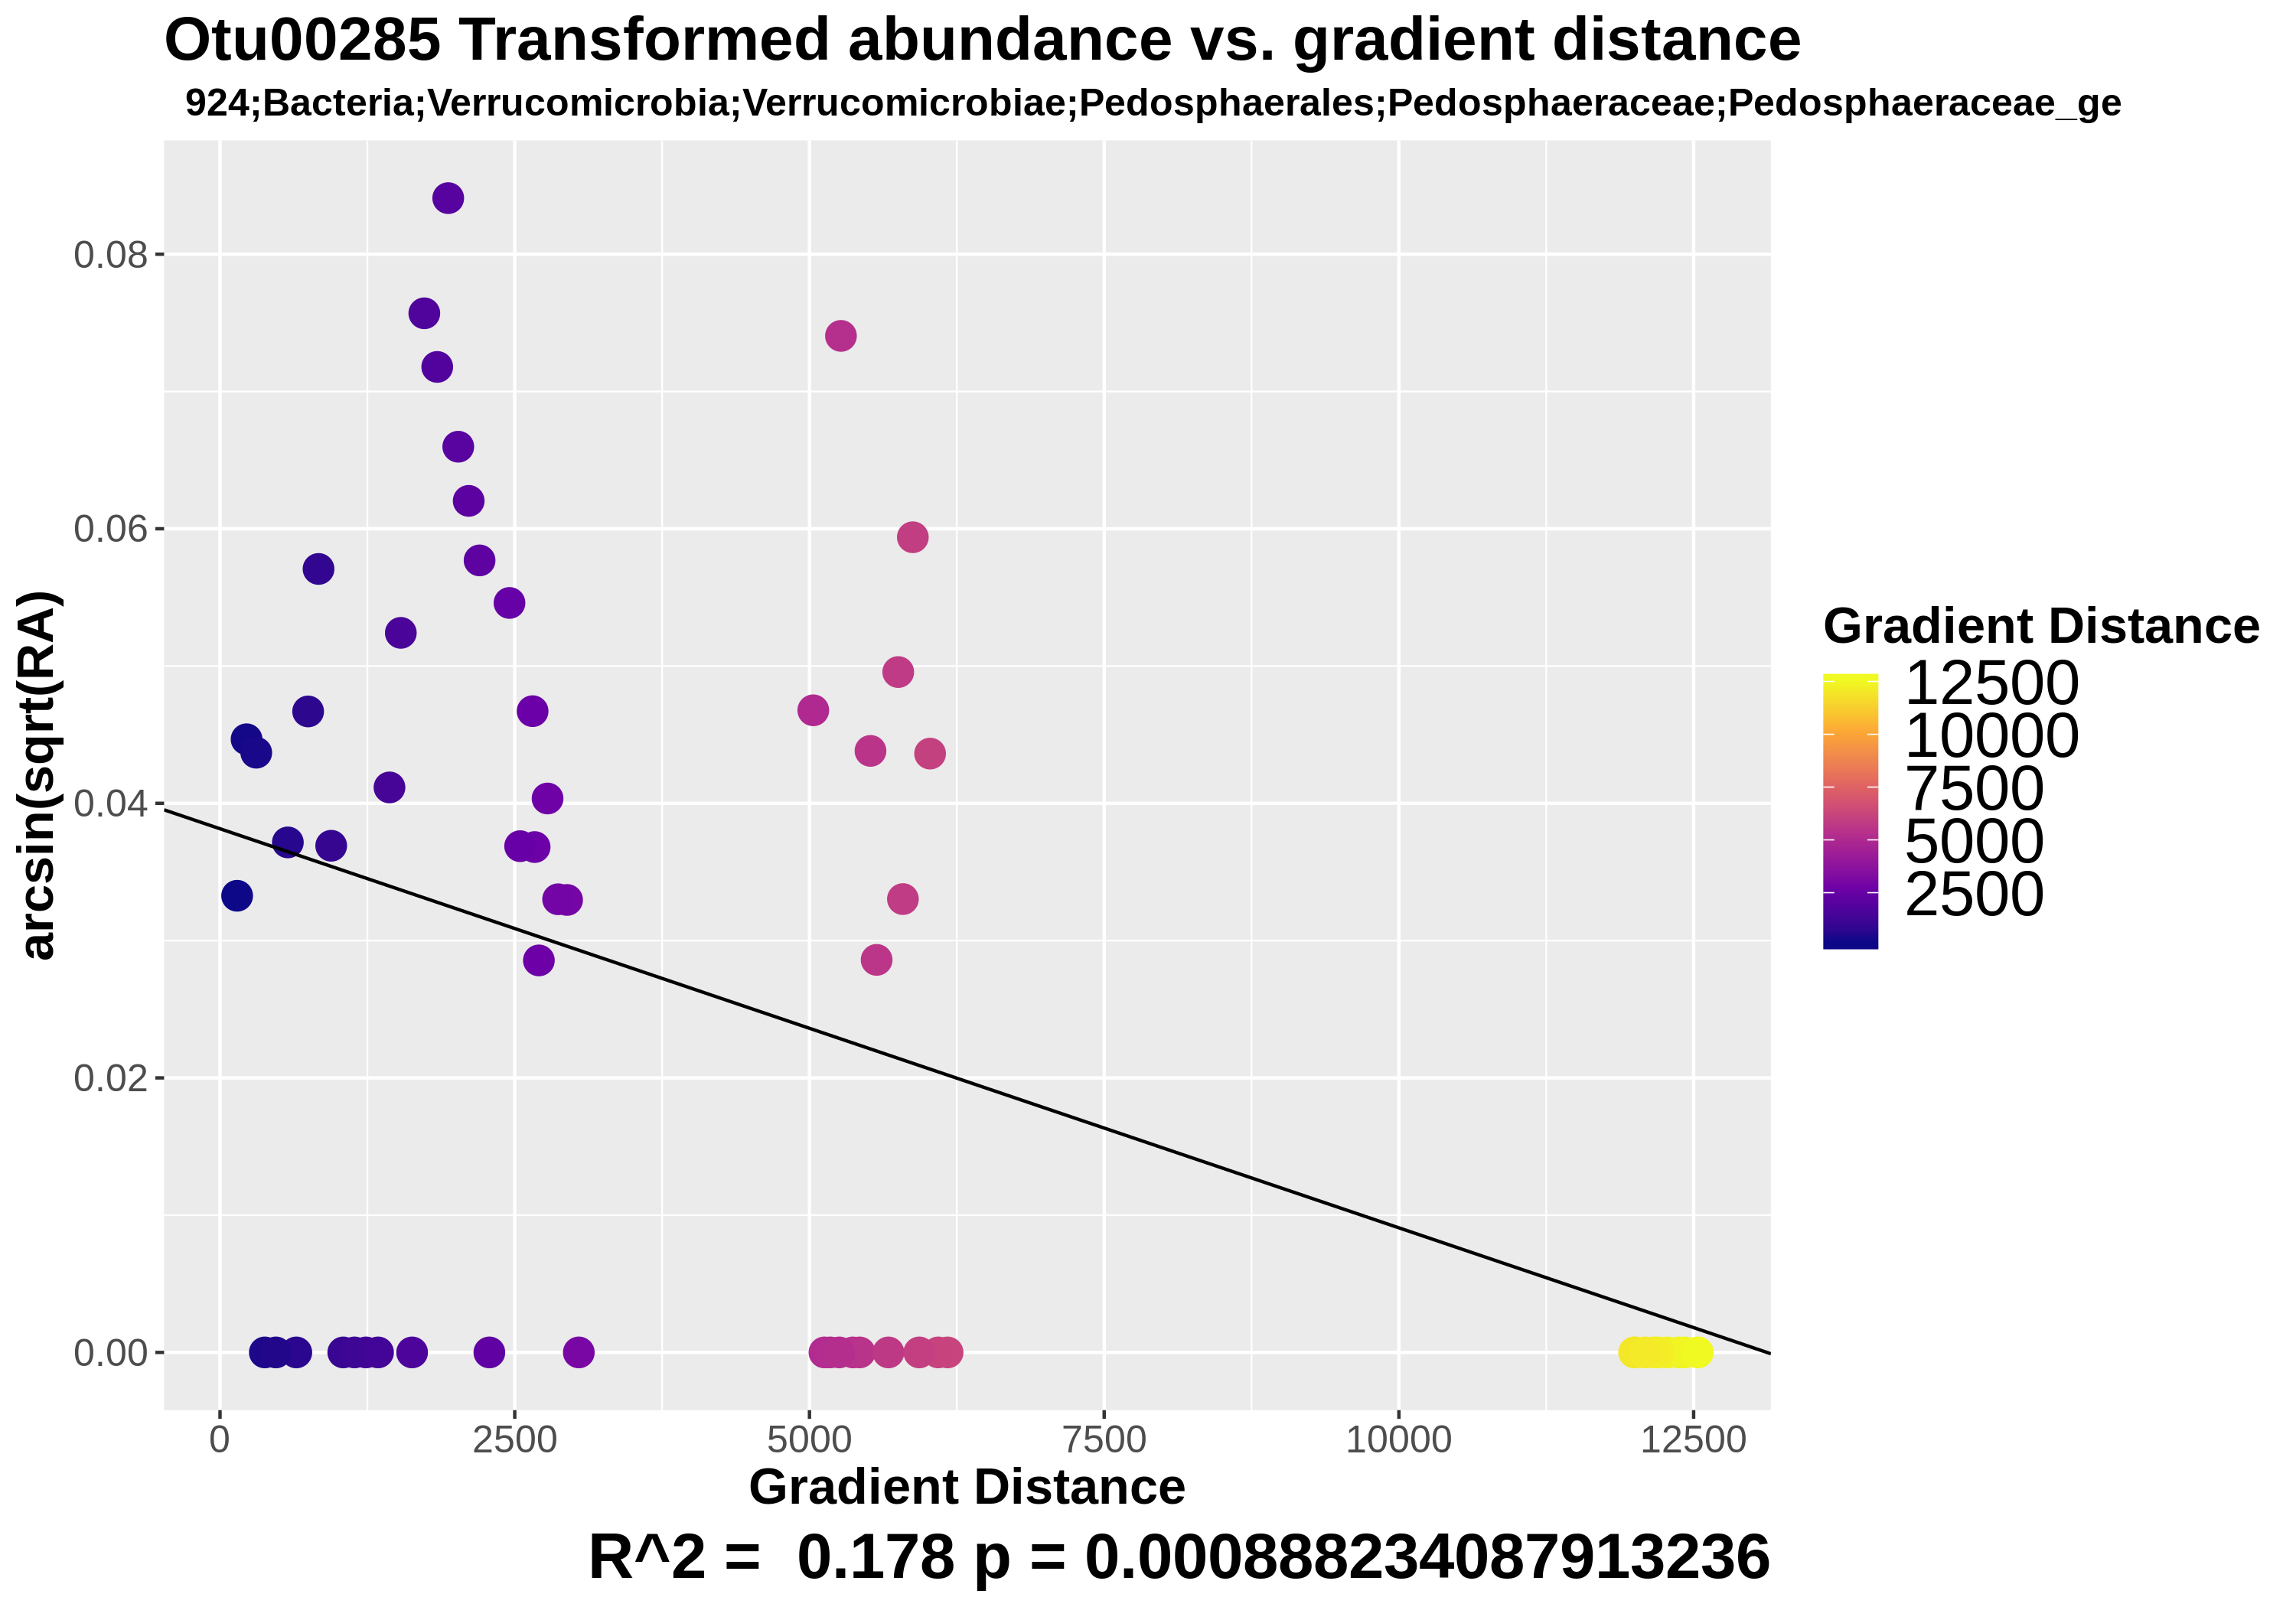 Otu00285 Transformed abundance vs. gradient distance
924;Bacteria;Verrucomicrobia;Verrucomicrobiae;Pedosphaerales;Pedosphaeraceae;Pedosphaeraceae_ge
arcsin(sqrt(RA)
0.08
0.06
0.04
0.02
0.00
0 2500 5000 7500 10000 12500
Gradient Distance
R^2 =  0.178 p = 0.000888234087913236
Gradient Distance
12500
10000
7500
5000
2500